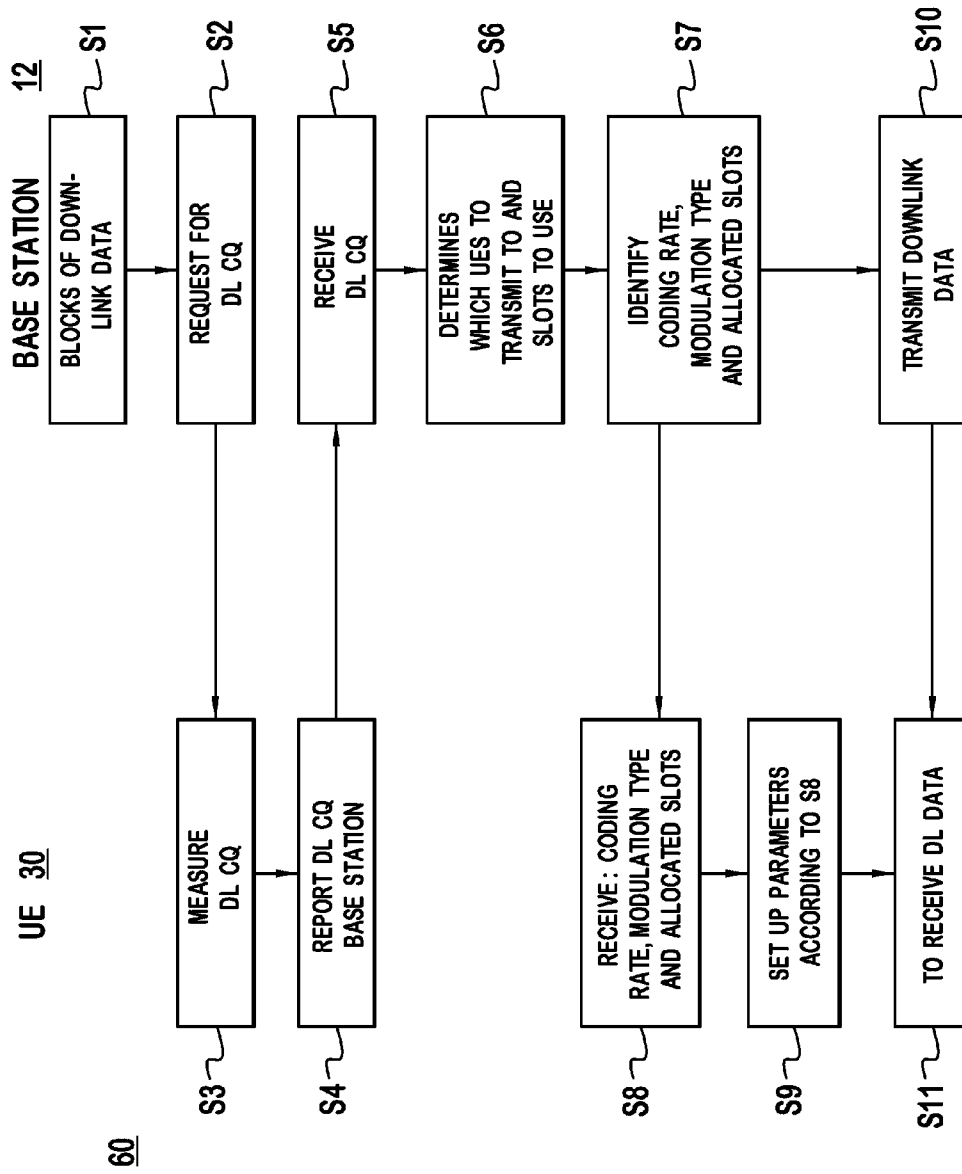 60
UE 30
BASE STATION 12
BLOCKS OF DOWN-
LINK DATA
S1
REQUEST FOR
DL CQ
S2
MEASURE
DL CQ
S3
REPORT DL CQ
BASE STATION
S4
RECEIVE
DL CQ
S5
DETERMINES
WHICH UES TO
TRANSMIT TO AND
SLOTS TO USE
S6
IDENTIFY
CODING RATE,
MODULATION TYPE
AND ALLOCATED SLOTS
S7
RECEIVE: CODING
RATE, MODULATION TYPE
AND ALLOCATED SLOTS
S8
SET UP PARAMETERS
ACCORDING TO S8
S9
TRANSMIT DOWNLINK
DATA
S10
TO RECEIVE DL DATA
S11